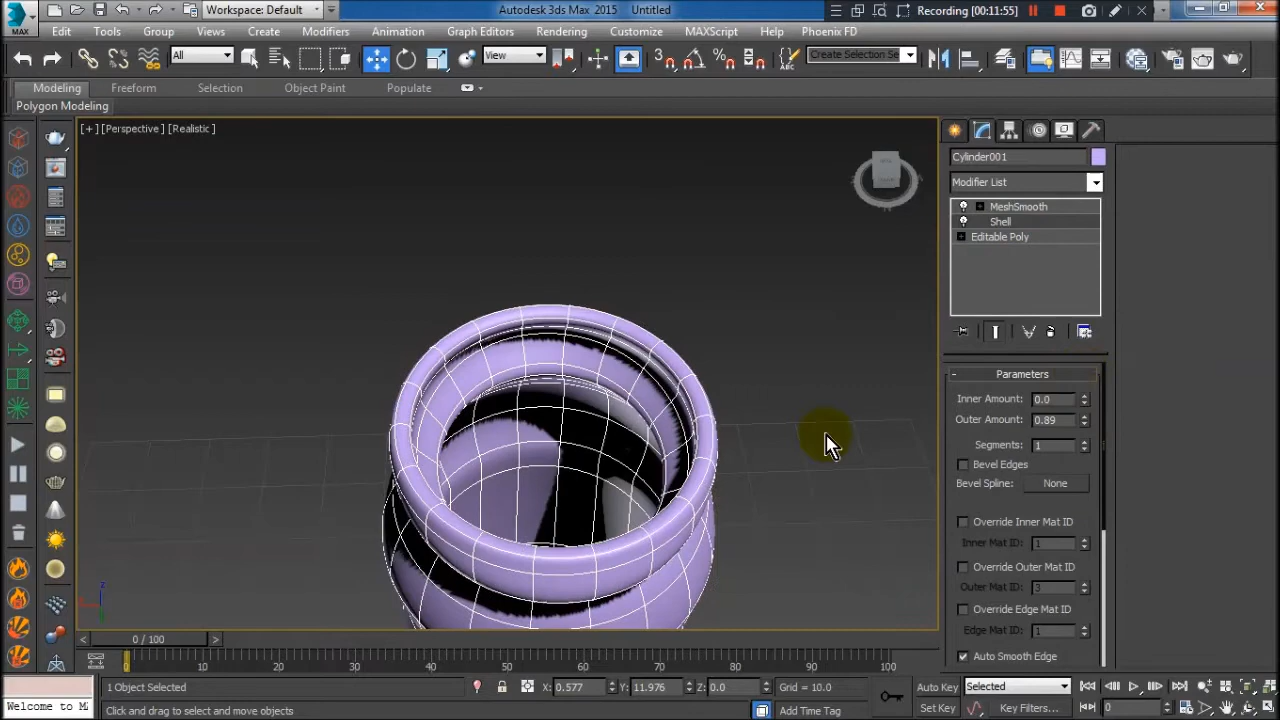 MAX
Workspace: Default
Autodesk 3ds Max 2015 Untitled
Recording [00:11:55]
Edit Tools Group Views Create Modifiers Animation Graph Editors Rendering Customize MAXScript Help Phoenix FD
All
View
3
Create Selection Se
Modeling Freeform Selection Object Paint Populate
Polygon Modeling
[+] [Perspective] [Realistic]
Cylinder001
Modifier List
MeshSmooth
Shell
Editable Poly
Parameters
Inner Amount: 0.0
Outer Amount: 0.89
Segments: 1
Bevel Edges
Bevel Spline: None
Override Inner Mat ID
Inner Mat ID: 1
Override Outer Mat ID
Outer Mat ID: 3
Override Edge Mat ID
Edge Mat ID: 1
Auto Smooth Edge
z
< 0 / 100 >
0 10 20 30 40 50 60 70 80 90 100
1 Object Selected
X: 0.577 Y: 11.976 Z: 0.0
Grid = 10.0
Auto Key
Selected
Welcome to M
Click and drag to select and move objects
Add Time Tag
Set Key
Key Filters...
0